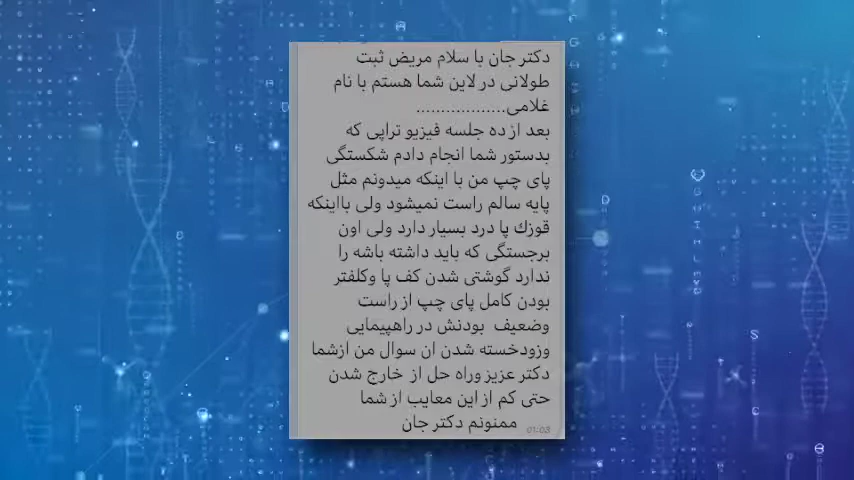 دکتر جان با سلام مریض ثبت
طولانی در لاین شما هستم با نام
غلامی..................
بعد از ده جلسه فیزیو تراپی که
بدستور شما انجام دادم شکستگی
پای چپ من با اینکه میدونم مثل
پایه سالم راست نمیشود ولی بااینکه
قوزك پا درد بسیار دارد ولی اون
برجستگی که باید داشته باشه را
ندارد گوشتی شدن کف پا وکلفتر
بودن کامل پای چپ از راست
وضعیف بودنش در راهپیمایی
وزودخسته شدن ان سوال من ازشما
دکتر عزیز وراه حل از خارج شدن
حتی کم از این معایب از شما
ممنونم دکتر جان
01:03